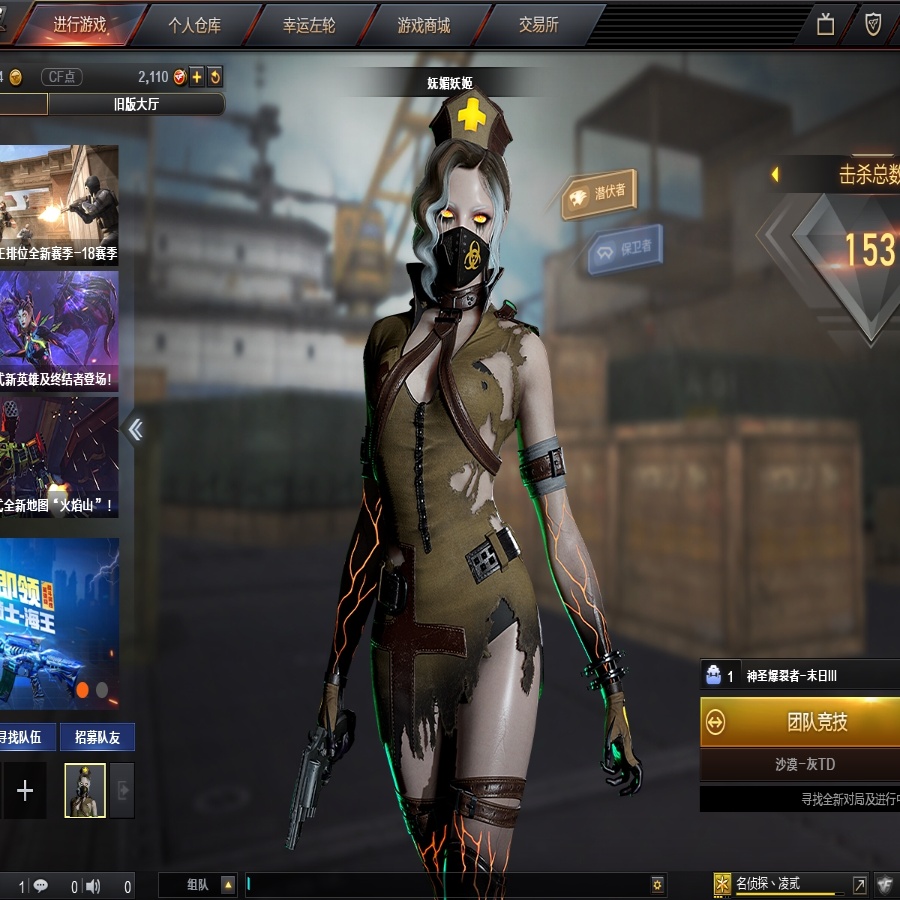 进行游戏
个人仓库
幸运左轮
游戏商城
交易所
4
CF点
2,110
旧版大厅
妩媚妖姬
潜伏者
保卫者
击杀总数
153
排位全新赛季-18赛季
式新英雄及终结者登场!
式全新地图“火焰山”!
即领
士-海王
寻找队伍
招募队友
1 神圣爆裂者-末日III
团队竞技
沙漠-灰TD
寻找全新对局及进行中
1
0
0
组队
名侦探、凌贰